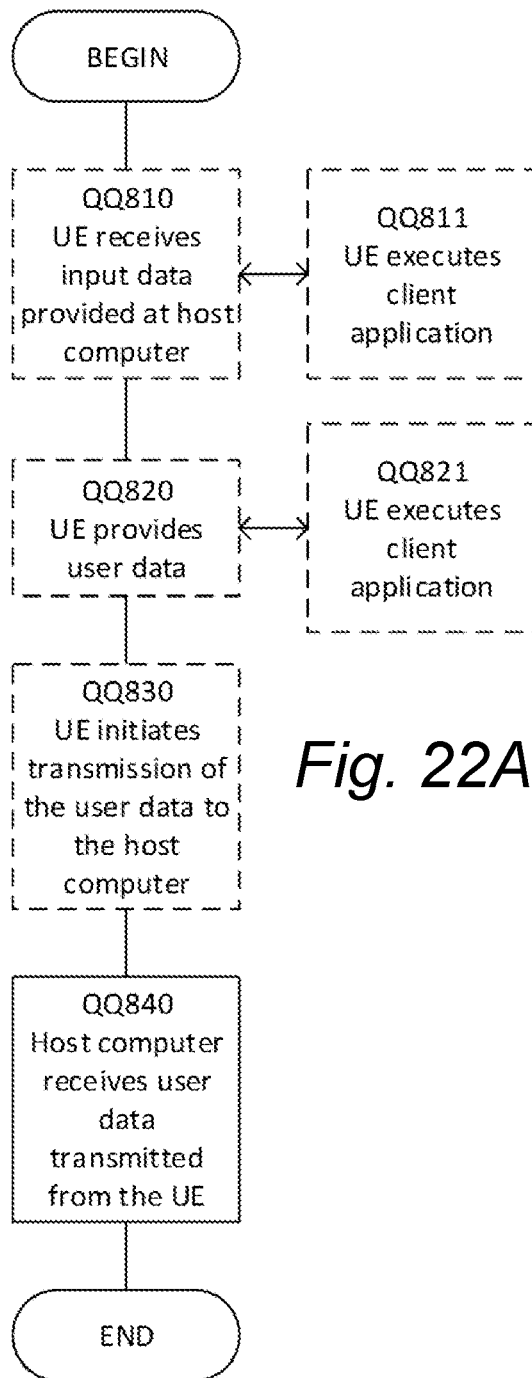 BEGIN
QQ810
UE receives
input data
provided at host
computer
QQ811
UE executes
client
application
QQ820
UE provides
user data
QQ821
UE executes
client
application
QQ830
UE initiates
transmission of
the user data to
the host
computer
Fig. 22A
QQ840
Host computer
receives user
data
transmitted
from the UE
END